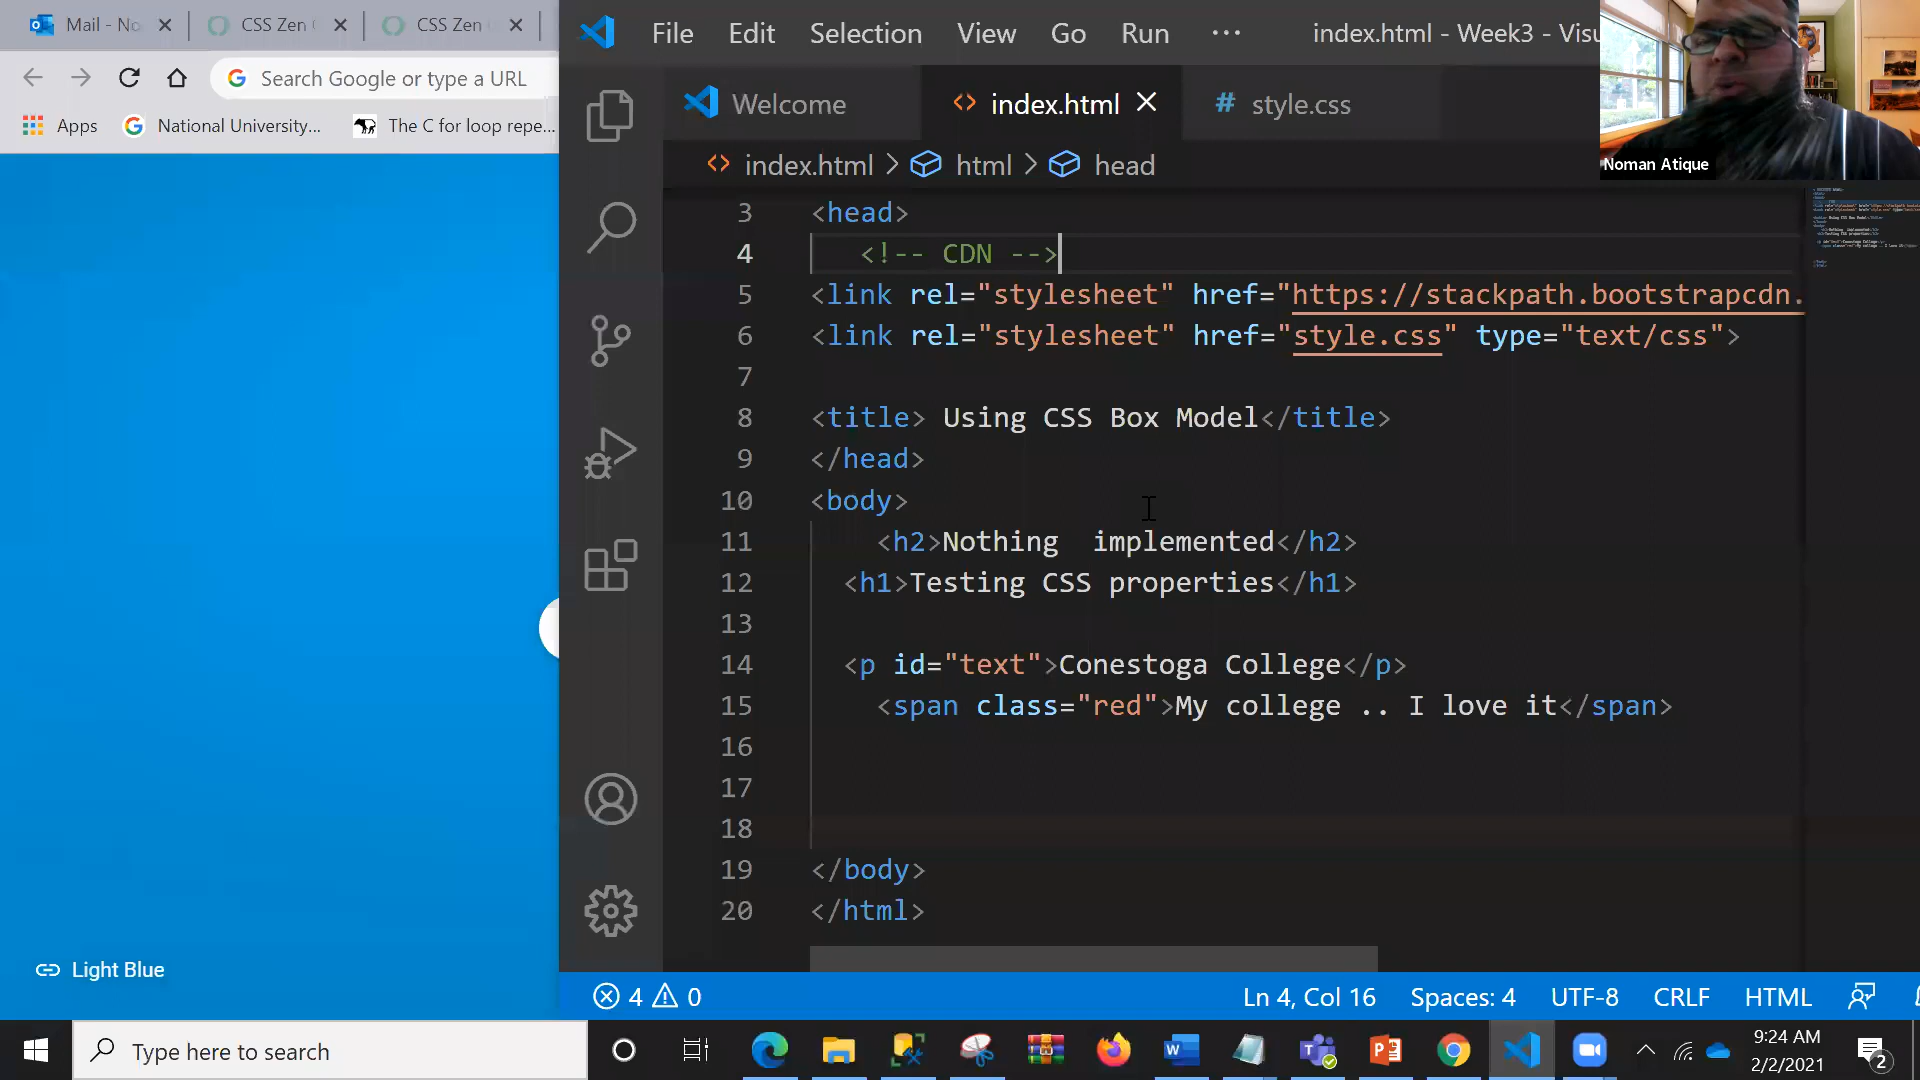 Mail - No
CSS Zen
CSS Zen
File Edit Selection View Go Run ···
index.html - Week3 - Visu
Search Google or type a URL
Welcome
index.html
# style.css
Apps
National University...
The C for loop repe...
Noman Atique
index.html > html > head
3 <head>
4 <!-- CDN -->
5 <link rel="stylesheet" href="https://stackpath.bootstrapcdn.
6 <link rel="stylesheet" href="style.css" type="text/css">
7
8 <title> Using CSS Box Model</title>
9 </head>
10 <body>
11 <h2>Nothing  implemented</h2>
12 <h1>Testing CSS properties</h1>
13
14 <p id="text">Conestoga College</p>
15 <span class="red">My college .. I love it</span>
16
17
18
19 </body>
20 </html>
Light Blue
4 0
Ln 4, Col 16 Spaces: 4 UTF-8 CRLF HTML
Type here to search
9:24 AM
2/2/2021
2